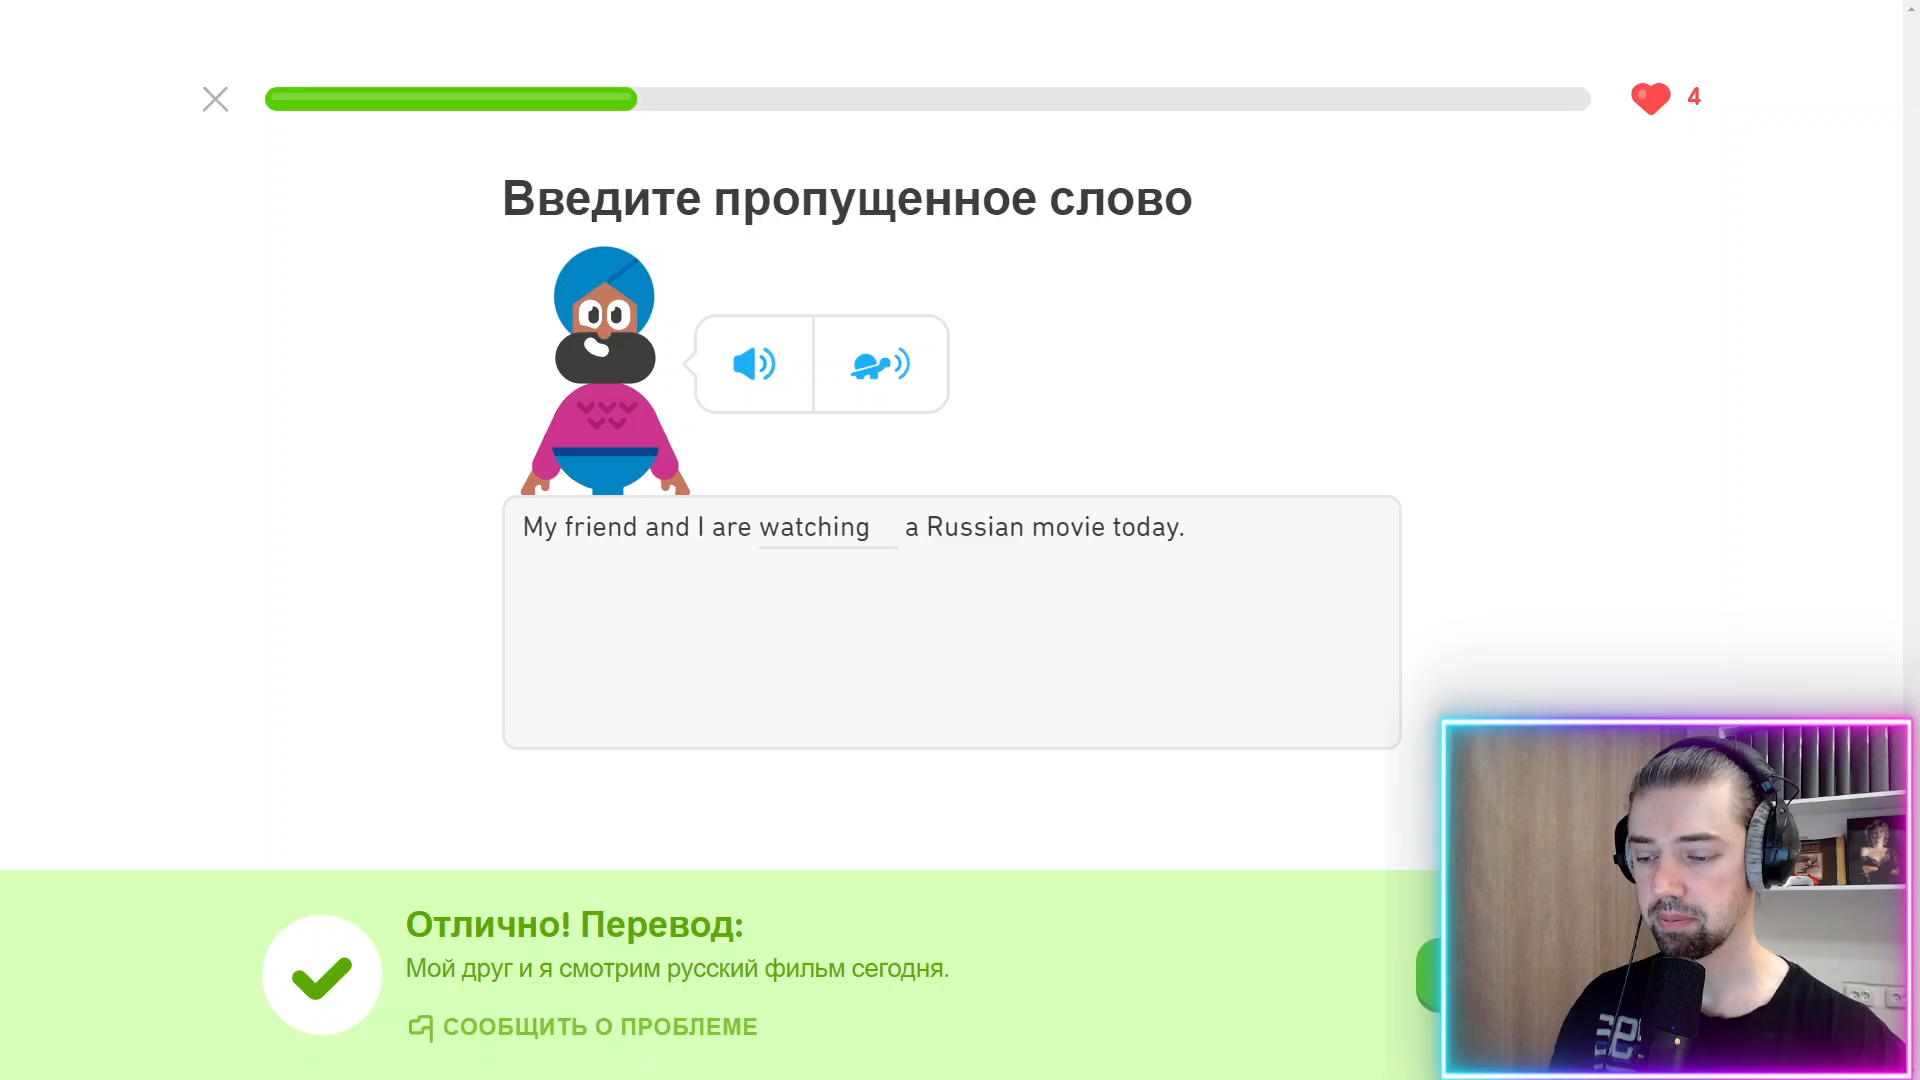 4
Введите пропущенное слово
My friend and I are watching a Russian movie today.
Отлично! Перевод:
Мой друг и я смотрим русский фильм сегодня.
СООБЩИТЬ О ПРОБЛЕМЕ